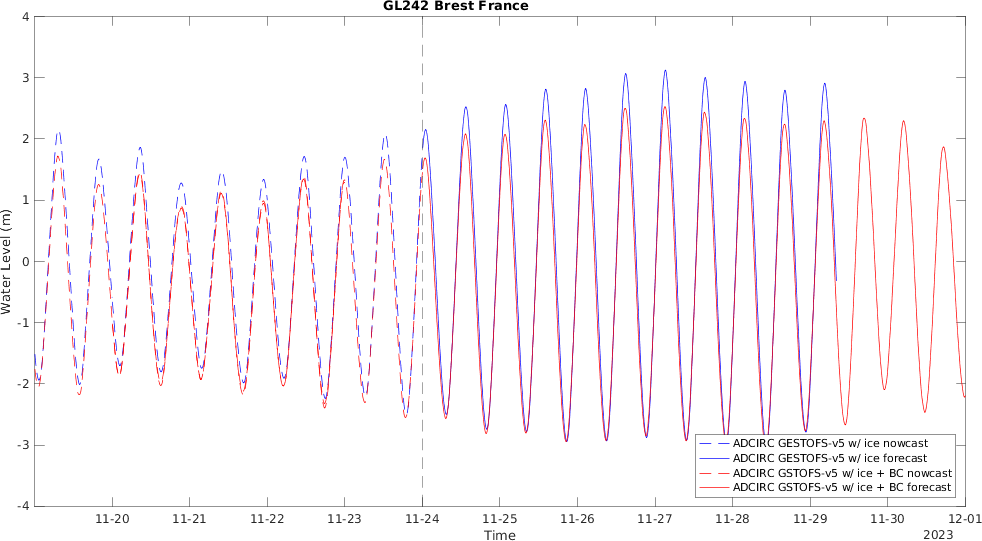 GL242 Brest France
4
3
2
1
0
-1
-2
-3
-4
Water Level (m)
ADCIRC GESTOFS-v5 w/ ice nowcast
ADCIRC GESTOFS-v5 w/ ice forecast
ADCIRC GSTOFS-v5 w/ ice + BC nowcast
ADCIRC GSTOFS-v5 w/ ice + BC forecast
11-20 11-21 11-22 11-23 11-24 11-25 11-26 11-27 11-28 11-29 11-30 12-01
Time
2023